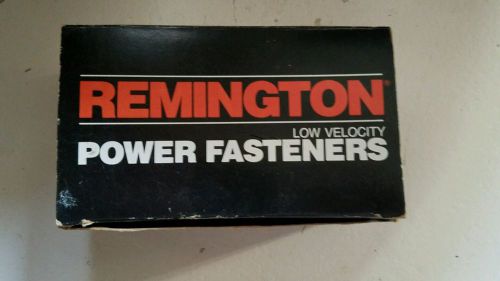 REMINGTON®
LOW VELOCITY
POWER FASTENERS